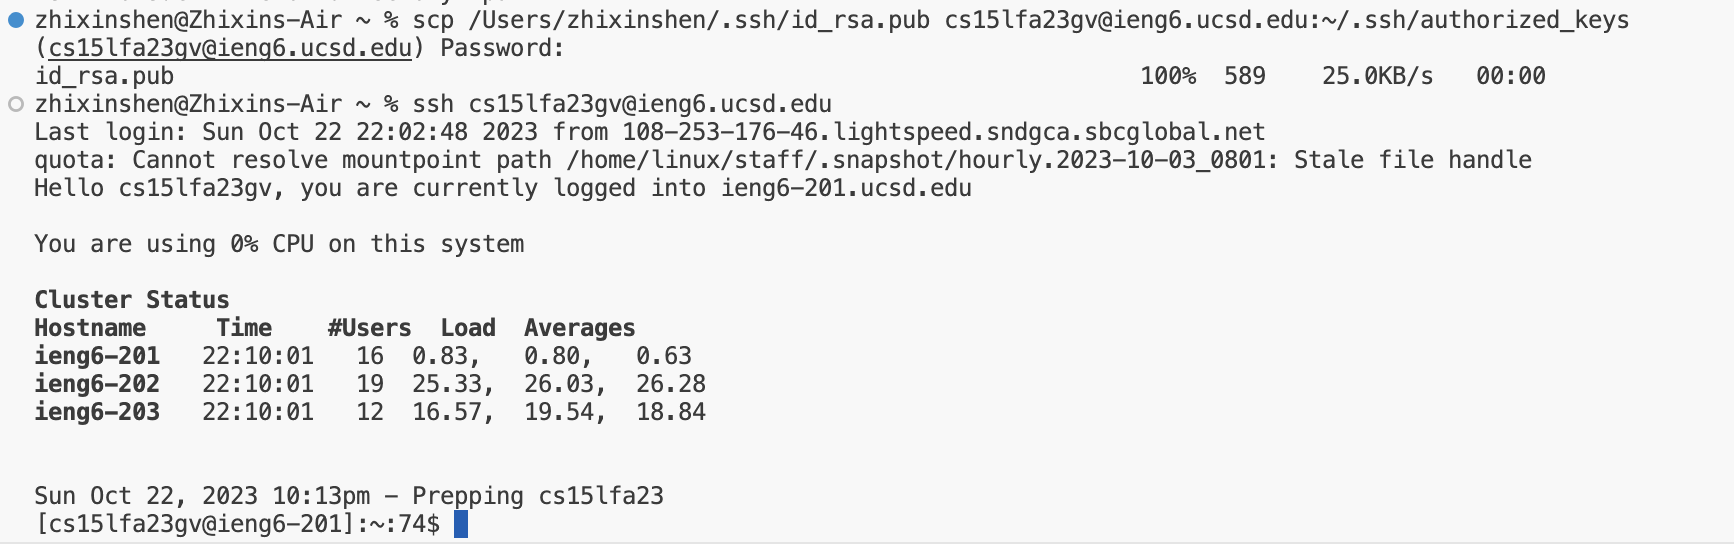 zhixinshen@Zhixins-Air ~ % scp /Users/zhixinshen/.ssh/id_rsa.pub cs15lfa23gv@ieng6.ucsd.edu:~/.ssh/authorized_keys
(cs15lfa23gv@ieng6.ucsd.edu) Password:
id_rsa.pub 100% 589 25.0KB/s 00:00
zhixinshen@Zhixins-Air ~ % ssh cs15lfa23gv@ieng6.ucsd.edu
Last login: Sun Oct 22 22:02:48 2023 from 108-253-176-46.lightspeed.sndgca.sbcglobal.net
quota: Cannot resolve mountpoint path /home/linux/staff/.snapshot/hourly.2023-10-03_0801: Stale file handle
Hello cs15lfa23gv, you are currently logged into ieng6-201.ucsd.edu
You are using 0% CPU on this system
Cluster Status
Hostname Time #Users Load Averages
ieng6-201 22:10:01 16 0.83, 0.80, 0.63
ieng6-202 22:10:01 19 25.33, 26.03, 26.28
ieng6-203 22:10:01 12 16.57, 19.54, 18.84
Sun Oct 22, 2023 10:13pm - Prepping cs15lfa23
[cs15lfa23gv@ieng6-201]:~:74$